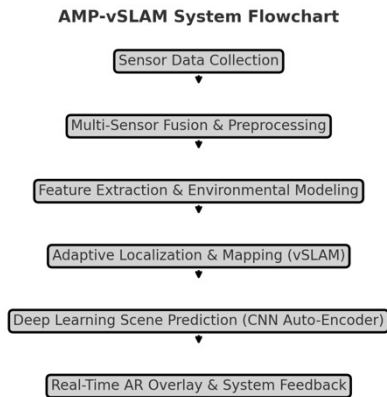 AMP-vSLAM System Flowchart
Sensor Data Collection
Multi-Sensor Fusion & Preprocessing
Feature Extraction & Environmental Modeling
Adaptive Localization & Mapping (vSLAM)
Deep Learning Scene Prediction (CNN Auto-Encoder)
Real-Time AR Overlay & System Feedback